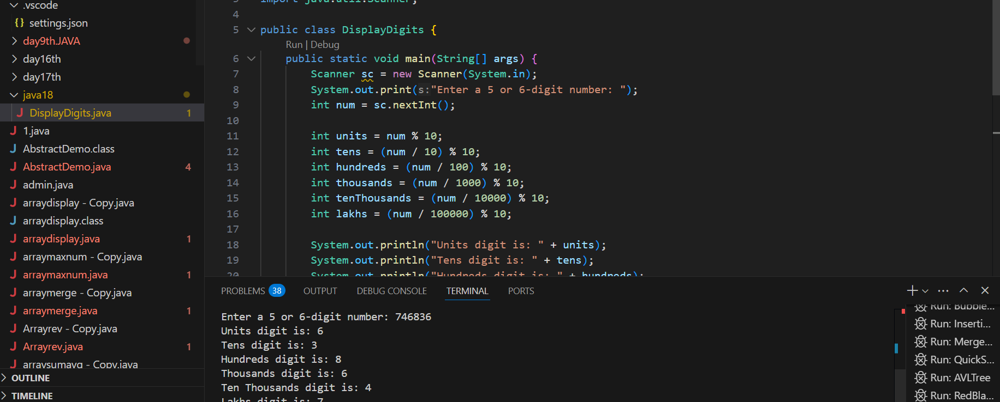 .vscode
{} settings.json
day9th.JAVA
day16th
day17th
java18
J DisplayDigits.java 1
J 1.java
J AbstractDemo.class
J AbstractDemo.java 4
J admin.java
J arraydisplay - Copy.java
J arraydisplay.class
J arraydisplay.java 1
J arraymaxnum - Copy.java
J arraymaxnum.java 1
J arraymerge - Copy.java
J arraymerge.java 1
J Arrayrev - Copy.java
J Arrayrev.java 1
J arraysumavg - Copy.java
OUTLINE
TIMELINE
3 import java.util.Scanner;
4
5 public class DisplayDigits {
Run | Debug
6 public static void main(String[] args) {
7 Scanner sc = new Scanner(System.in);
8 System.out.print(s:"Enter a 5 or 6-digit number: ");
9 int num = sc.nextInt();
10
11 int units = num % 10;
12 int tens = (num / 10) % 10;
13 int hundreds = (num / 100) % 10;
14 int thousands = (num / 1000) % 10;
15 int tenThousands = (num / 10000) % 10;
16 int lakhs = (num / 100000) % 10;
17
18 System.out.println("Units digit is: " + units);
19 System.out.println("Tens digit is: " + tens);
20 System.out.println("Hundreds digit is: " + hundreds);
PROBLEMS 38 OUTPUT DEBUG CONSOLE TERMINAL PORTS
Enter a 5 or 6-digit number: 746836
Units digit is: 6
Tens digit is: 3
Hundreds digit is: 8
Thousands digit is: 6
Ten Thousands digit is: 4
Lakhs digit is: 7
Run: Bubble...
Run: Inserti...
Run: Merge...
Run: QuickS...
Run: AVLTree
Run: RedBla...